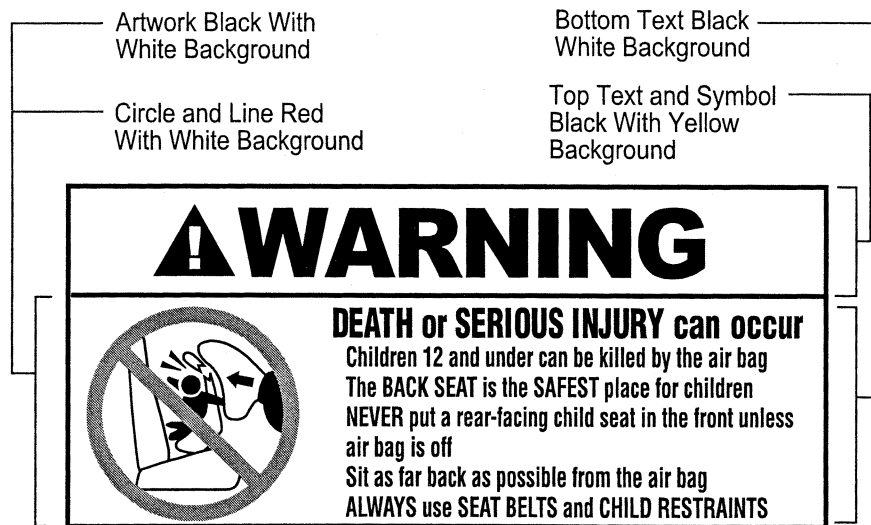 Artwork Black With
White Background
Bottom Text Black
White Background
Circle and Line Red
With White Background
Top Text and Symbol
Black With Yellow
Background
! WARNING
DEATH or SERIOUS INJURY can occur
Children 12 and under can be killed by the air bag
The BACK SEAT is the SAFEST place for children
NEVER put a rear-facing child seat in the front unless
air bag is off
Sit as far back as possible from the air bag
ALWAYS use SEAT BELTS and CHILD RESTRAINTS